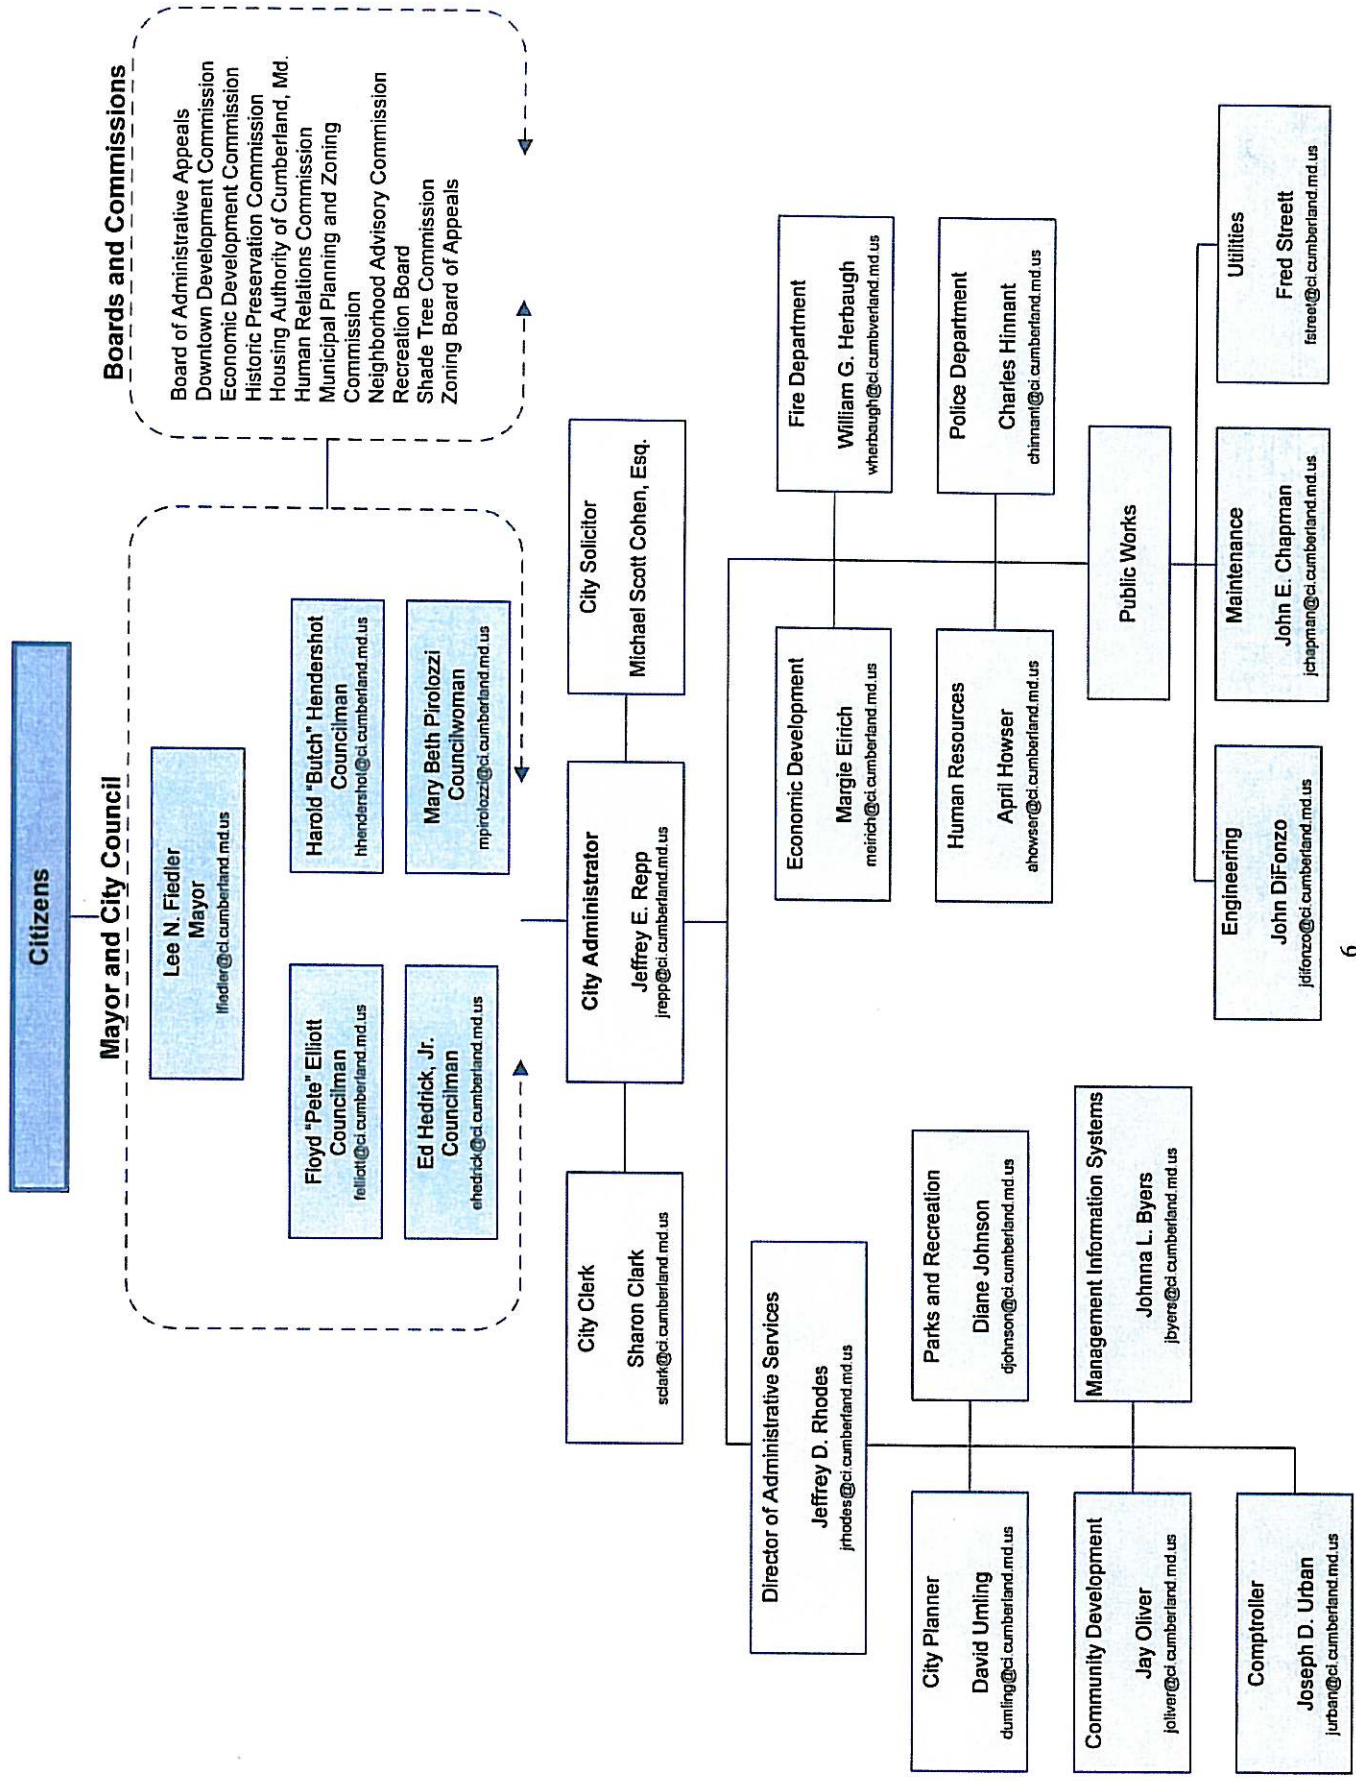 Citizens
Mayor and City Council
Lee N. Fiedler
Mayor
lfiedler@ci.cumberland.md.us
Floyd "Pete" Elliott
Councilman
felliott@ci.cumberland.md.us
Harold "Butch" Hendershot
Councilman
hhendershot@ci.cumberland.md.us
Ed Hedrick, Jr.
Councilman
ehedrick@ci.cumberland.md.us
Mary Beth Pirolozzi
Councilwoman
mpirolozzi@ci.cumberland.md.us
Boards and Commissions
Board of Administrative Appeals
Downtown Development Commission
Economic Development Commission
Historic Preservation Commission
Housing Authority of Cumberland, Md.
Human Relations Commission
Municipal Planning and Zoning
Commission
Neighborhood Advisory Commission
Recreation Board
Shade Tree Commission
Zoning Board of Appeals
City Clerk
Sharon Clark
sclark@ci.cumberland.md.us
City Administrator
Jeffrey E. Repp
jrepp@ci.cumberland.md.us
City Solicitor
Michael Scott Cohen, Esq.
Director of Administrative Services
Jeffrey D. Rhodes
jrhodes@ci.cumberland.md.us
City Planner
David Umling
dumling@ci.cumberland.md.us
Parks and Recreation
Diane Johnson
djohnson@ci.cumberland.md.us
Community Development
Jay Oliver
joliver@ci.cumberland.md.us
Management Information Systems
Johnna L. Byers
jbyers@ci.cumberland.md.us
Comptroller
Joseph D. Urban
jurban@ci.cumberland.md.us
Economic Development
Margie Eirich
meirich@ci.cumberland.md.us
Fire Department
William G. Herbaugh
wherbaugh@ci.cumbverland.md.us
Human Resources
April Howser
ahowser@ci.cumberland.md.us
Police Department
Charles Hinnant
chinnant@ci.cumberland.md.us
Public Works
Engineering
John DiFonzo
jdifonzo@ci.cumberland.md.us
Maintenance
John E. Chapman
jchapman@ci.cumberland.md.us
Utilities
Fred Streett
fstreet@ci.cumberland.md.us
6